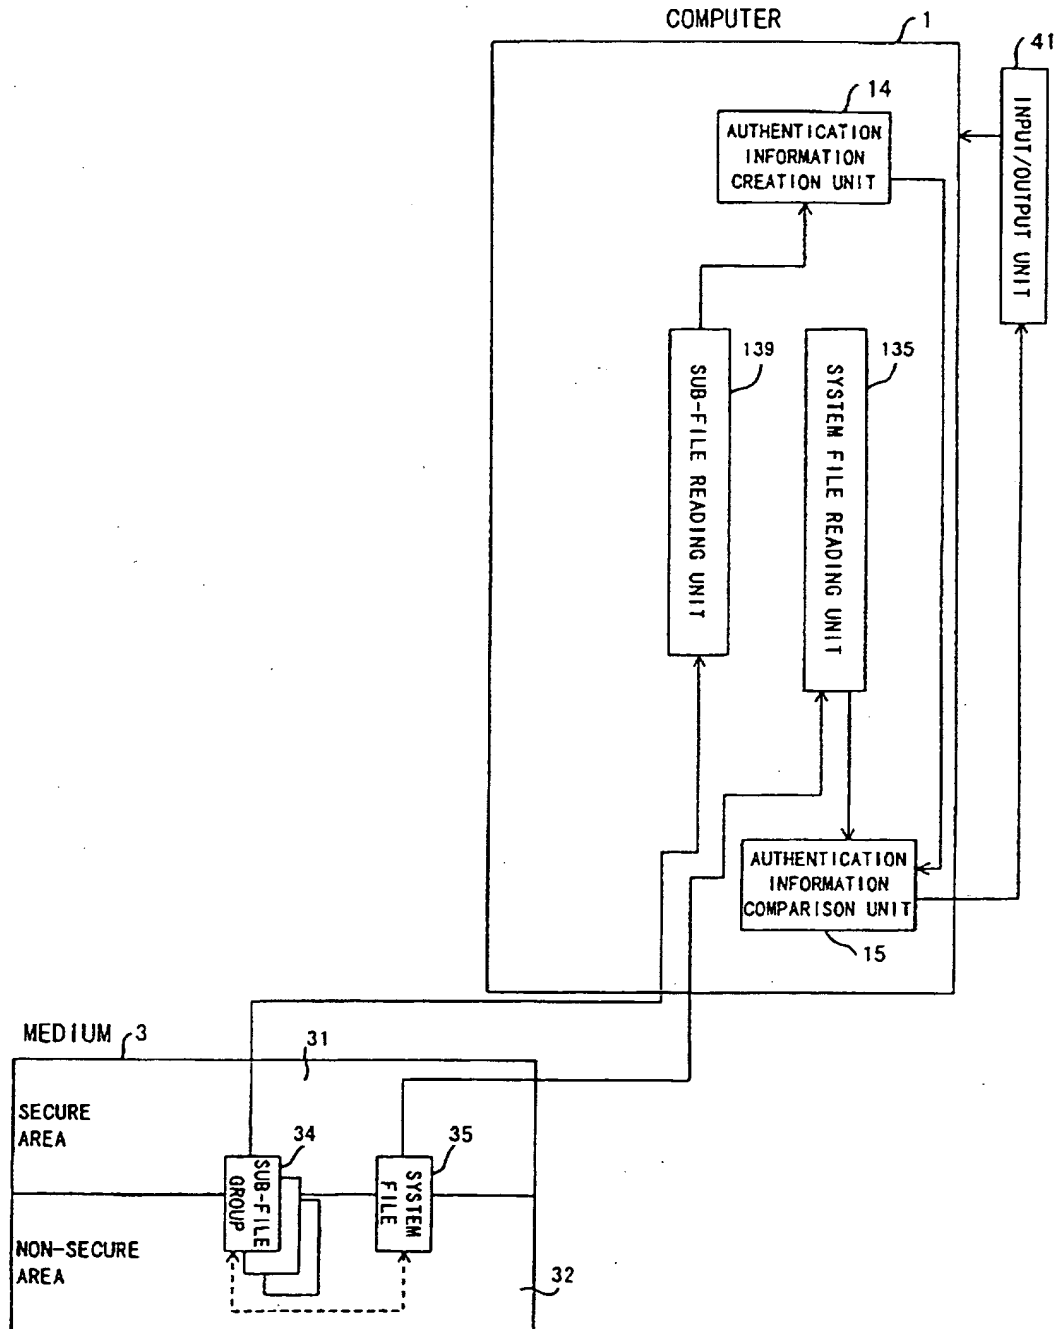 COMPUTER
1
41
14
AUTHENTICATION
INFORMATION
CREATION UNIT
INPUT/OUTPUT UNIT
139
SUB-FILE READING UNIT
135
SYSTEM FILE READING UNIT
AUTHENTICATION
INFORMATION
COMPARISON UNIT
15
MEDIUM
3
31
SECURE
AREA
34
SUB-FILE
GROUP
35
SYSTEM
FILE
NON-SECURE
AREA
32